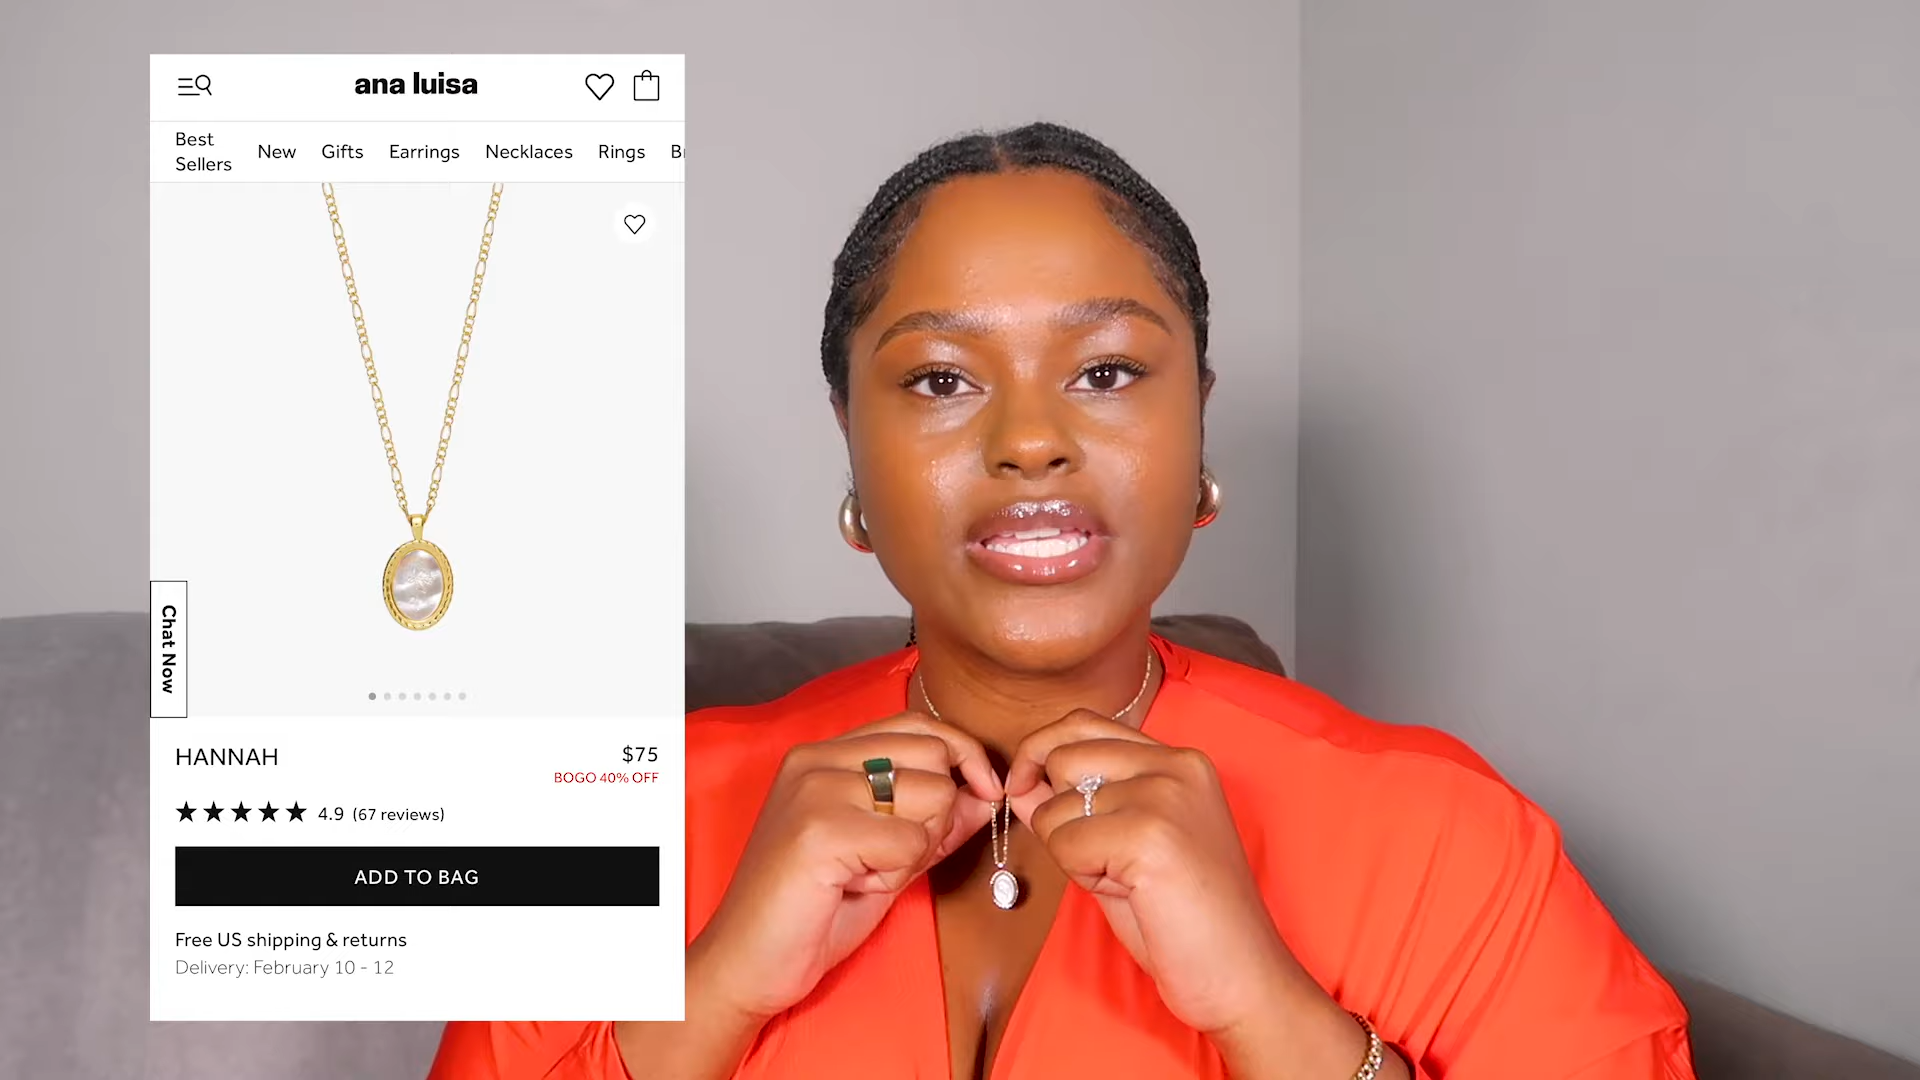 ana luisa
Best
Sellers
New
Gifts
Earrings
Necklaces
Rings
Chat Now
HANNAH
$75
BOGO 40% OFF
4.9 (67 reviews)
ADD TO BAG
Free US shipping & returns
Delivery: February 10 - 12